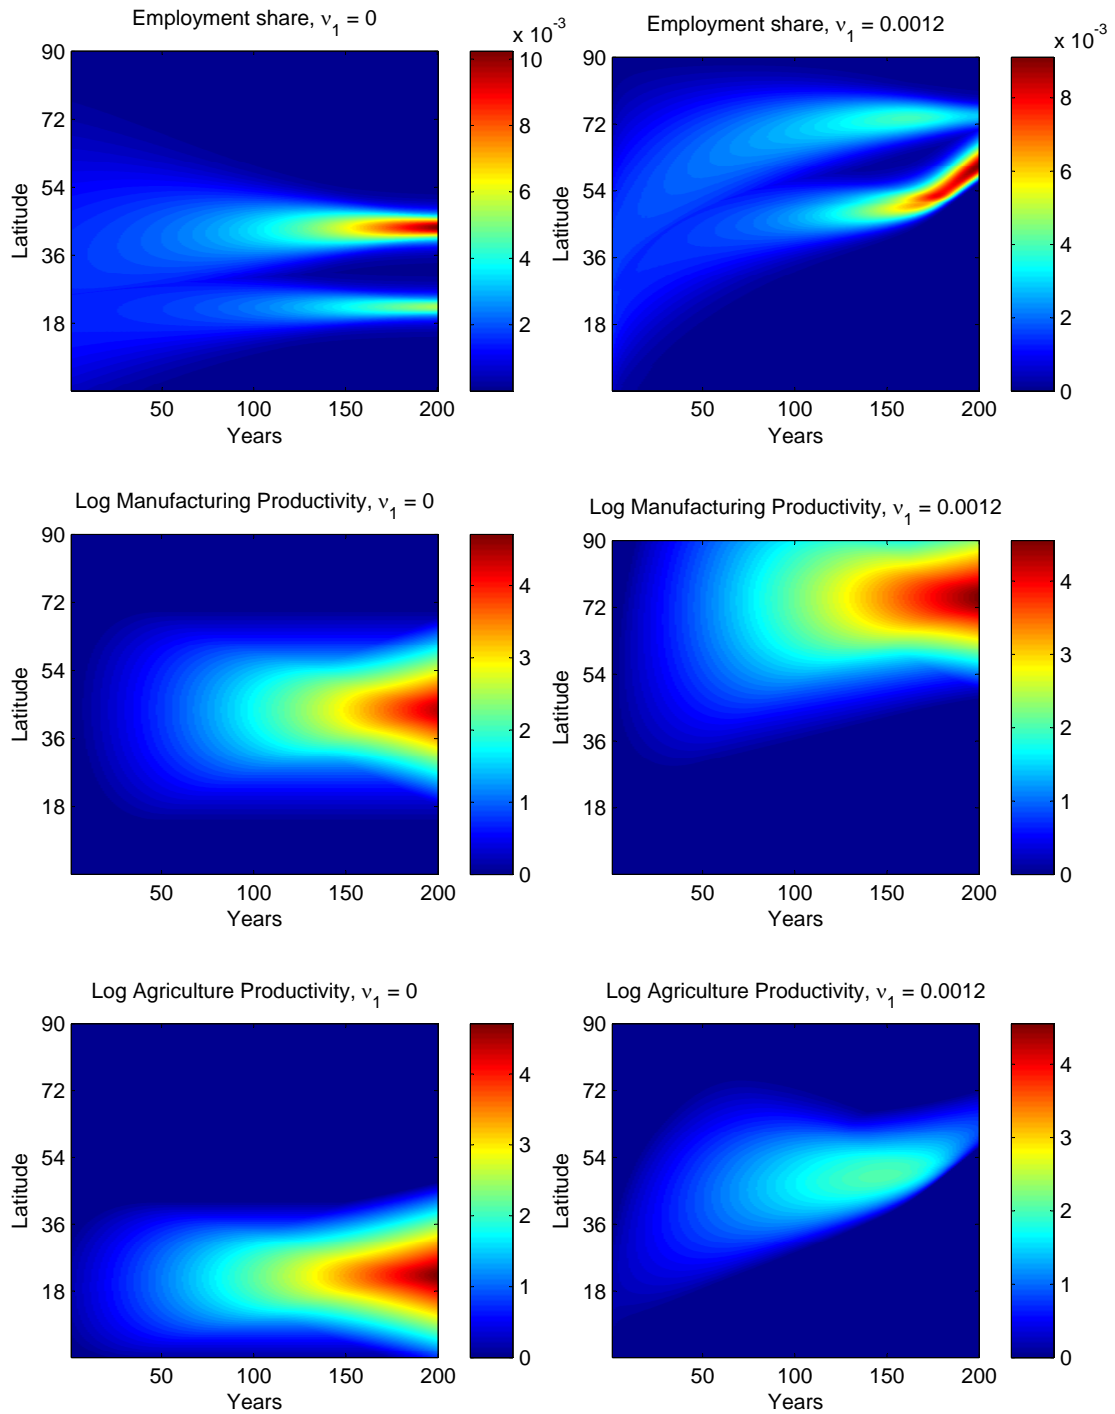 Employment share, ν1 = 0
x 10-3
90
72
54
36
18
Latitude
50 100 150 200
Years
10
8
6
4
2
Employment share, ν1 = 0.0012
x 10-3
90
72
54
36
18
Latitude
50 100 150 200
Years
8
6
4
2
0
Log Manufacturing Productivity, ν1 = 0
90
72
54
36
18
Latitude
50 100 150 200
Years
4
3
2
1
0
Log Manufacturing Productivity, ν1 = 0.0012
90
72
54
36
18
Latitude
50 100 150 200
Years
4
3
2
1
0
Log Agriculture Productivity, ν1 = 0
90
72
54
36
18
Latitude
50 100 150 200
Years
4
3
2
1
0
Log Agriculture Productivity, ν1 = 0.0012
90
72
54
36
18
Latitude
50 100 150 200
Years
4
3
2
1
0